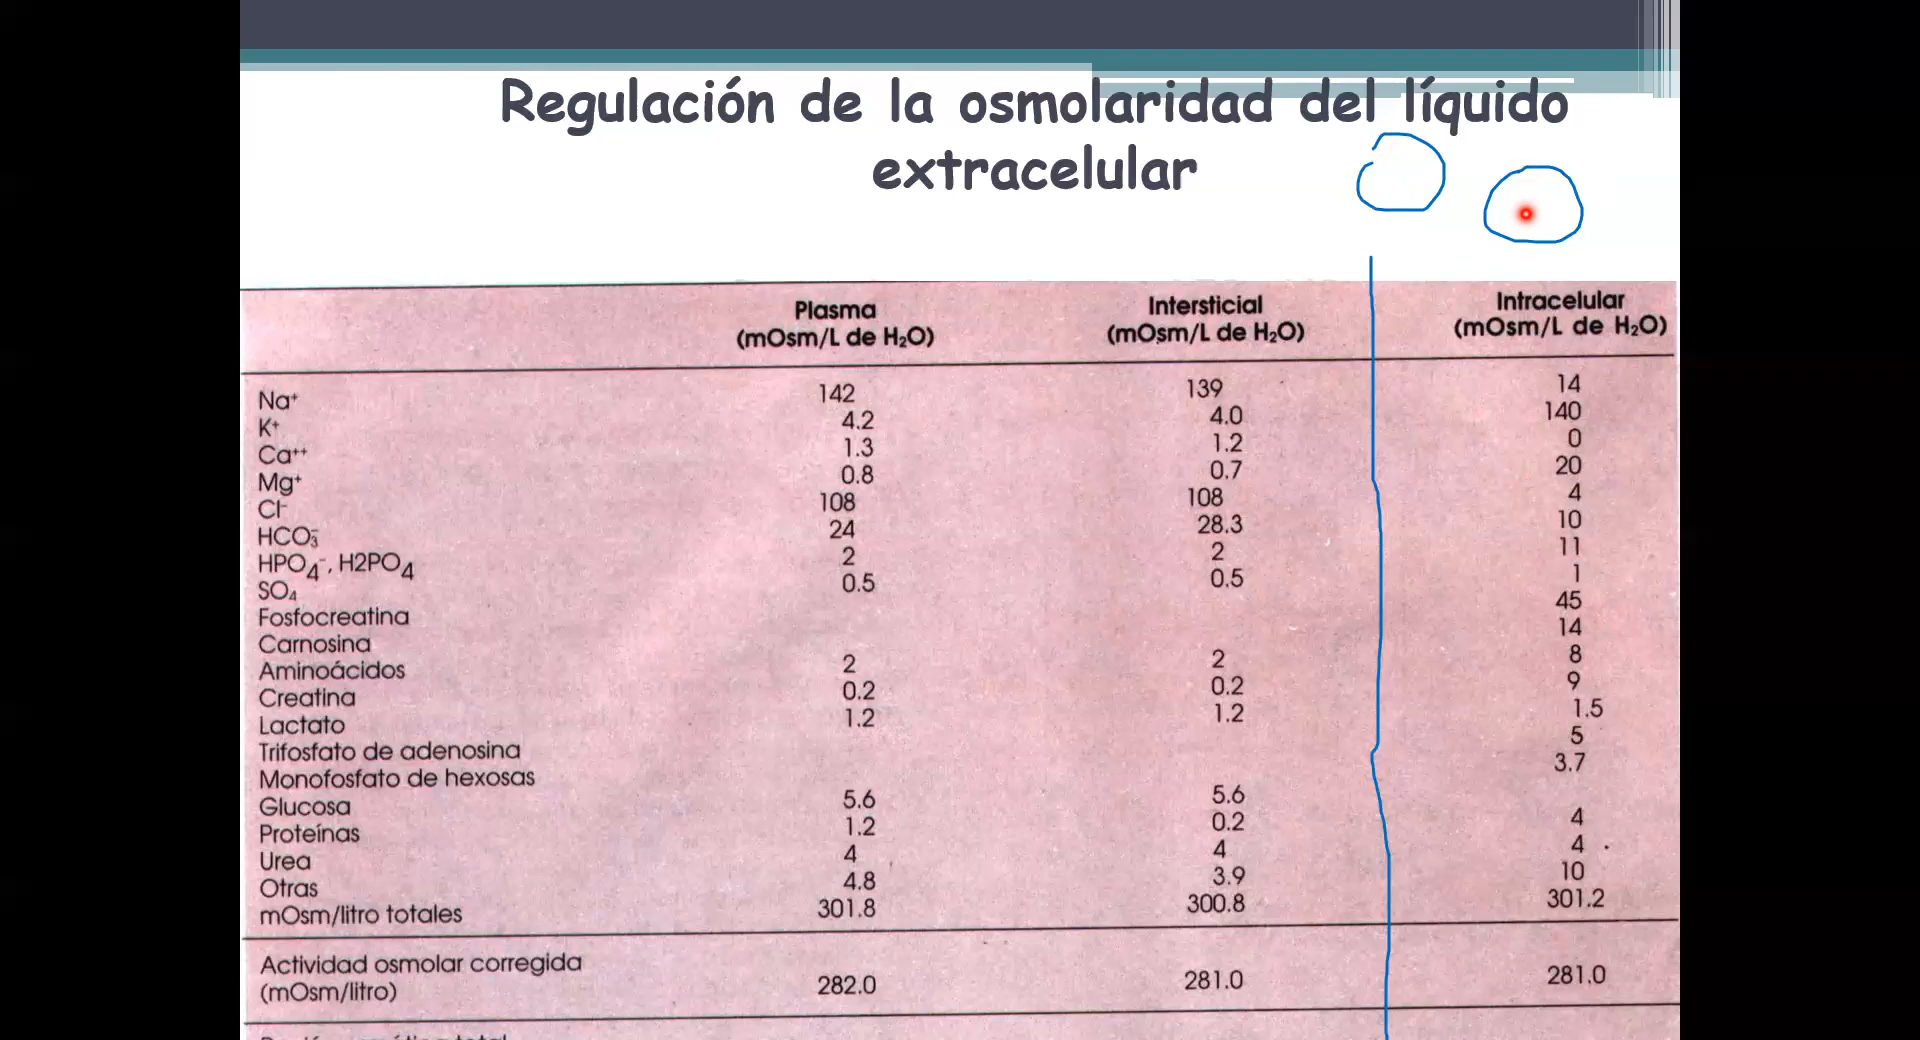 Regulación de la osmolaridad del líquido
extracelular
Plasma Intersticial Intracelular
(mOsm/L de H₂O) (mOsm/L de H₂O) (mOsm/L de H₂O)
Na⁺ 142 139 14
K⁺ 4.2 4.0 140
Ca⁺⁺ 1.3 1.2 0
Mg⁺ 0.8 0.7 20
Cl⁻ 108 108 4
HCO₃⁻ 24 28.3 10
HPO₄⁻, H2PO₄ 2 2 11
SO₄ 0.5 0.5 1
Fosfocreatina 45
Carnosina 14
Aminoácidos 2 2 8
Creatina 0.2 0.2 9
Lactato 1.2 1.2 1.5
Trifosfato de adenosina 5
Monofosfato de hexosas 3.7
Glucosa 5.6 5.6
Proteínas 1.2 0.2 4
Urea 4 4 4
Otras 4.8 3.9 10
mOsm/litro totales 301.8 300.8 301.2
Actividad osmolar corregida
(mOsm/litro) 282.0 281.0 281.0